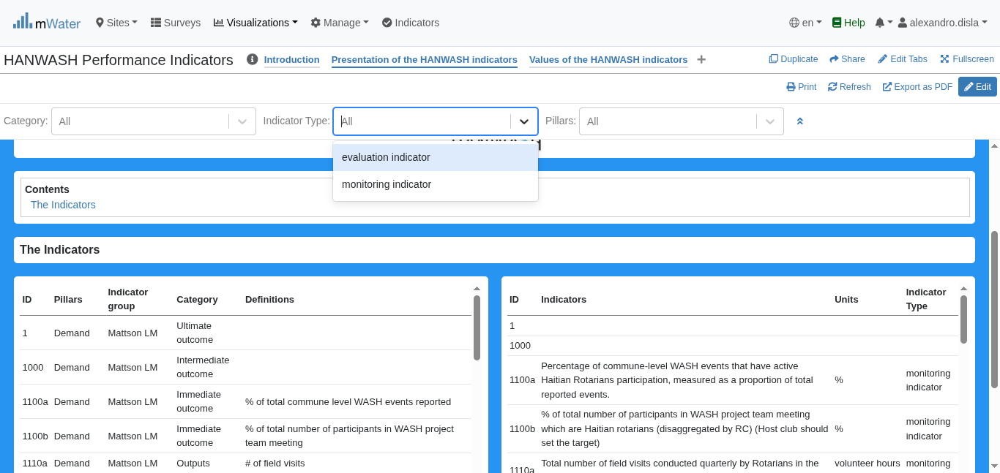 mWater Sites Surveys Visualizations Manage Indicators en Help alexandro.disla
HANWASH Performance Indicators Introduction Presentation of the HANWASH indicators Values of the HANWASH indicators Duplicate Share Edit Tabs Fullscreen
Print Refresh Export as PDF Edit
Category: All Indicator Type: All Pillars: All
evaluation indicator
monitoring indicator
Contents
The Indicators
The Indicators
ID Pillars Indicator group Category Definitions
1 Demand Mattson LM Ultimate outcome
1000 Demand Mattson LM Intermediate outcome
1100a Demand Mattson LM Immediate outcome % of total commune level WASH events reported
1100b Demand Mattson LM Immediate outcome % of total number of participants in WASH project team meeting
1110a Demand Mattson LM Outputs # of field visits
ID Indicators Units Indicator Type
1
1000
1100a Percentage of commune-level WASH events that have active Haitian Rotarians participation, measured as a proportion of total reported events. % monitoring indicator
1100b % of total number of participants in WASH project team meeting which are Haitian rotarians (disaggregated by RC) (Host club should set the target) % monitoring indicator
1110a Total number of field visits conducted quarterly by Rotarians in the volunteer hours monitoring